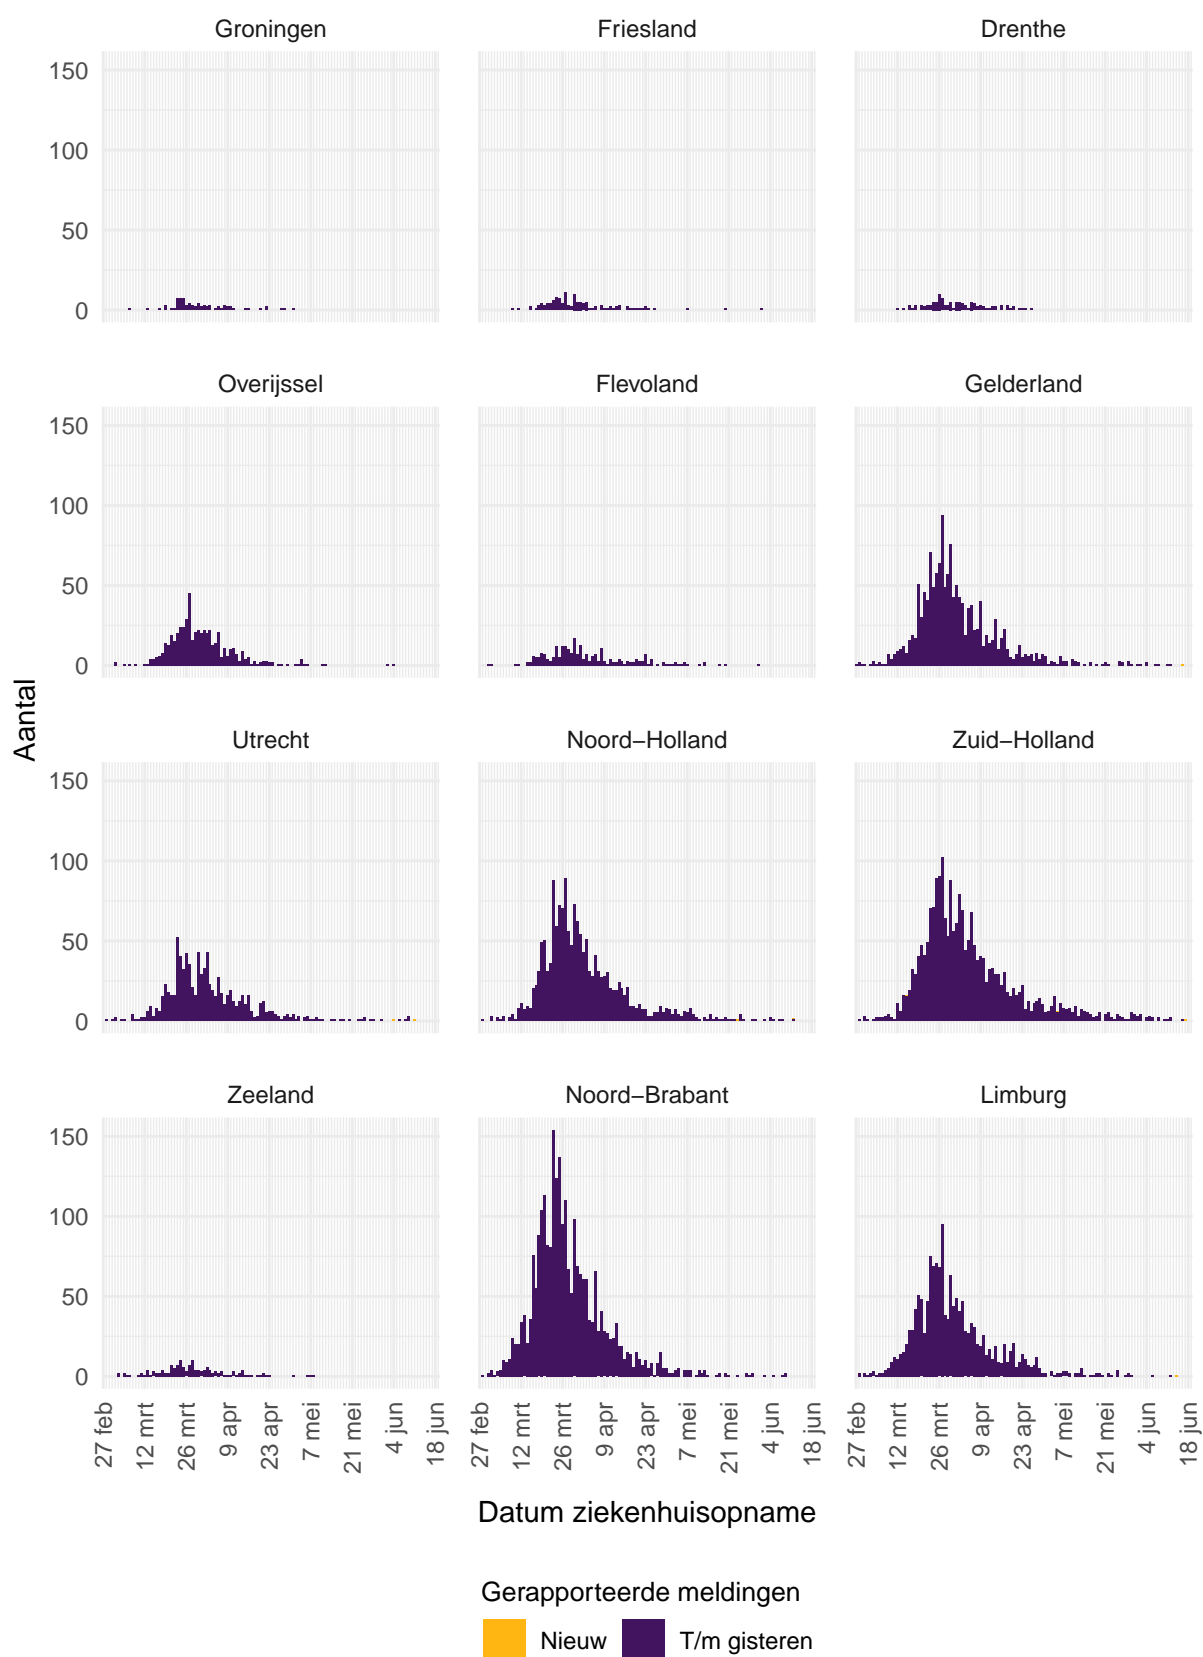 Groningen Friesland Drenthe
150
100
50
0
Overijssel Flevoland Gelderland
150
100
50
0
Aantal
Utrecht Noord−Holland Zuid−Holland
150
100
50
0
Zeeland Noord−Brabant Limburg
150
100
50
0
27 feb 12 mrt 26 mrt 9 apr 23 apr 7 mei 21 mei 4 jun 18 jun 27 feb 12 mrt 26 mrt 9 apr 23 apr 7 mei 21 mei 4 jun 18 jun 27 feb 12 mrt 26 mrt 9 apr 23 apr 7 mei 21 mei 4 jun 18 jun
Datum ziekenhuisopname
Gerapporteerde meldingen
Nieuw T/m gisteren